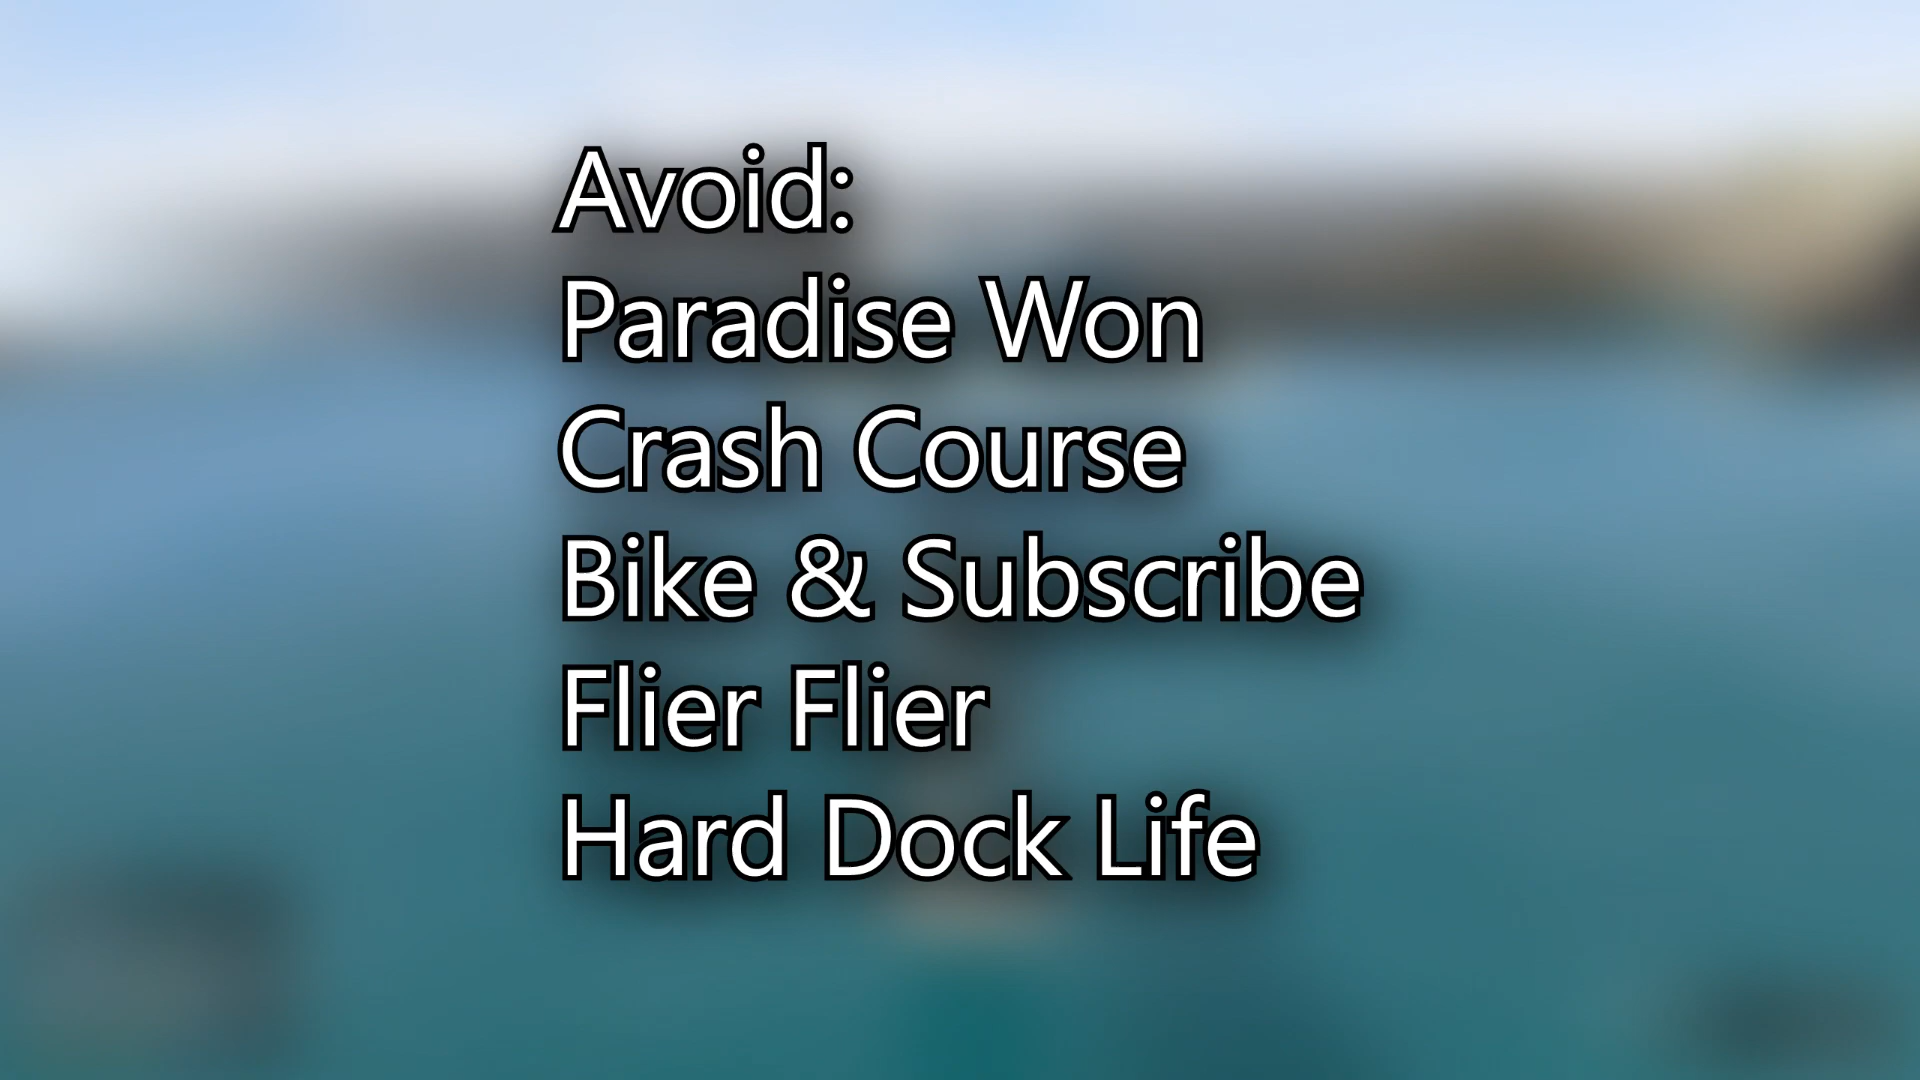 Avoid:
Paradise Won
Crash Course
Bike & Subscribe
Flier Flier
Hard Dock Life